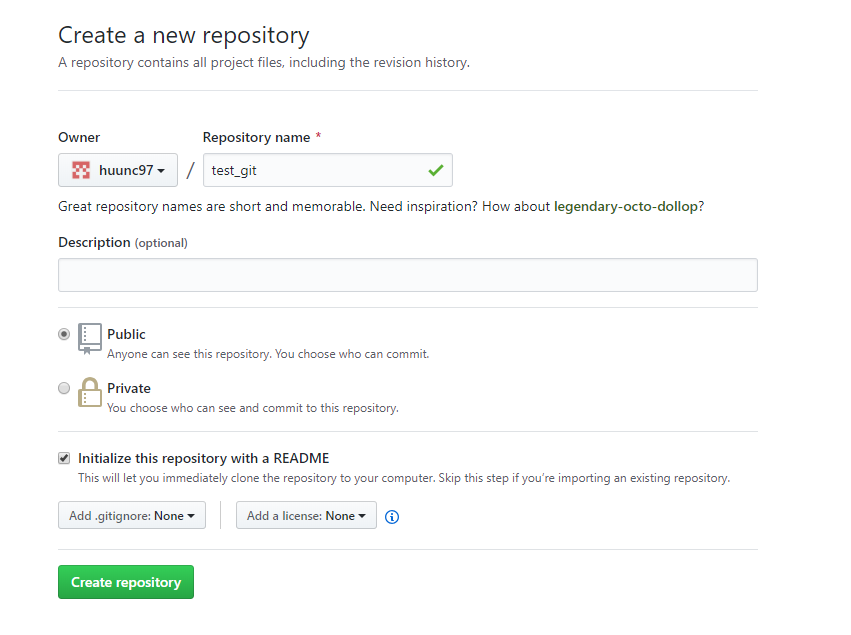 Create a new repository
A repository contains all project files, including the revision history.
Owner
Repository name *
huunc97 / test_git
Great repository names are short and memorable. Need inspiration? How about legendary-octo-dollop?
Description (optional)
Public
Anyone can see this repository. You choose who can commit.
Private
You choose who can see and commit to this repository.
Initialize this repository with a README
This will let you immediately clone the repository to your computer. Skip this step if you’re importing an existing repository.
Add .gitignore: None
Add a license: None
Create repository